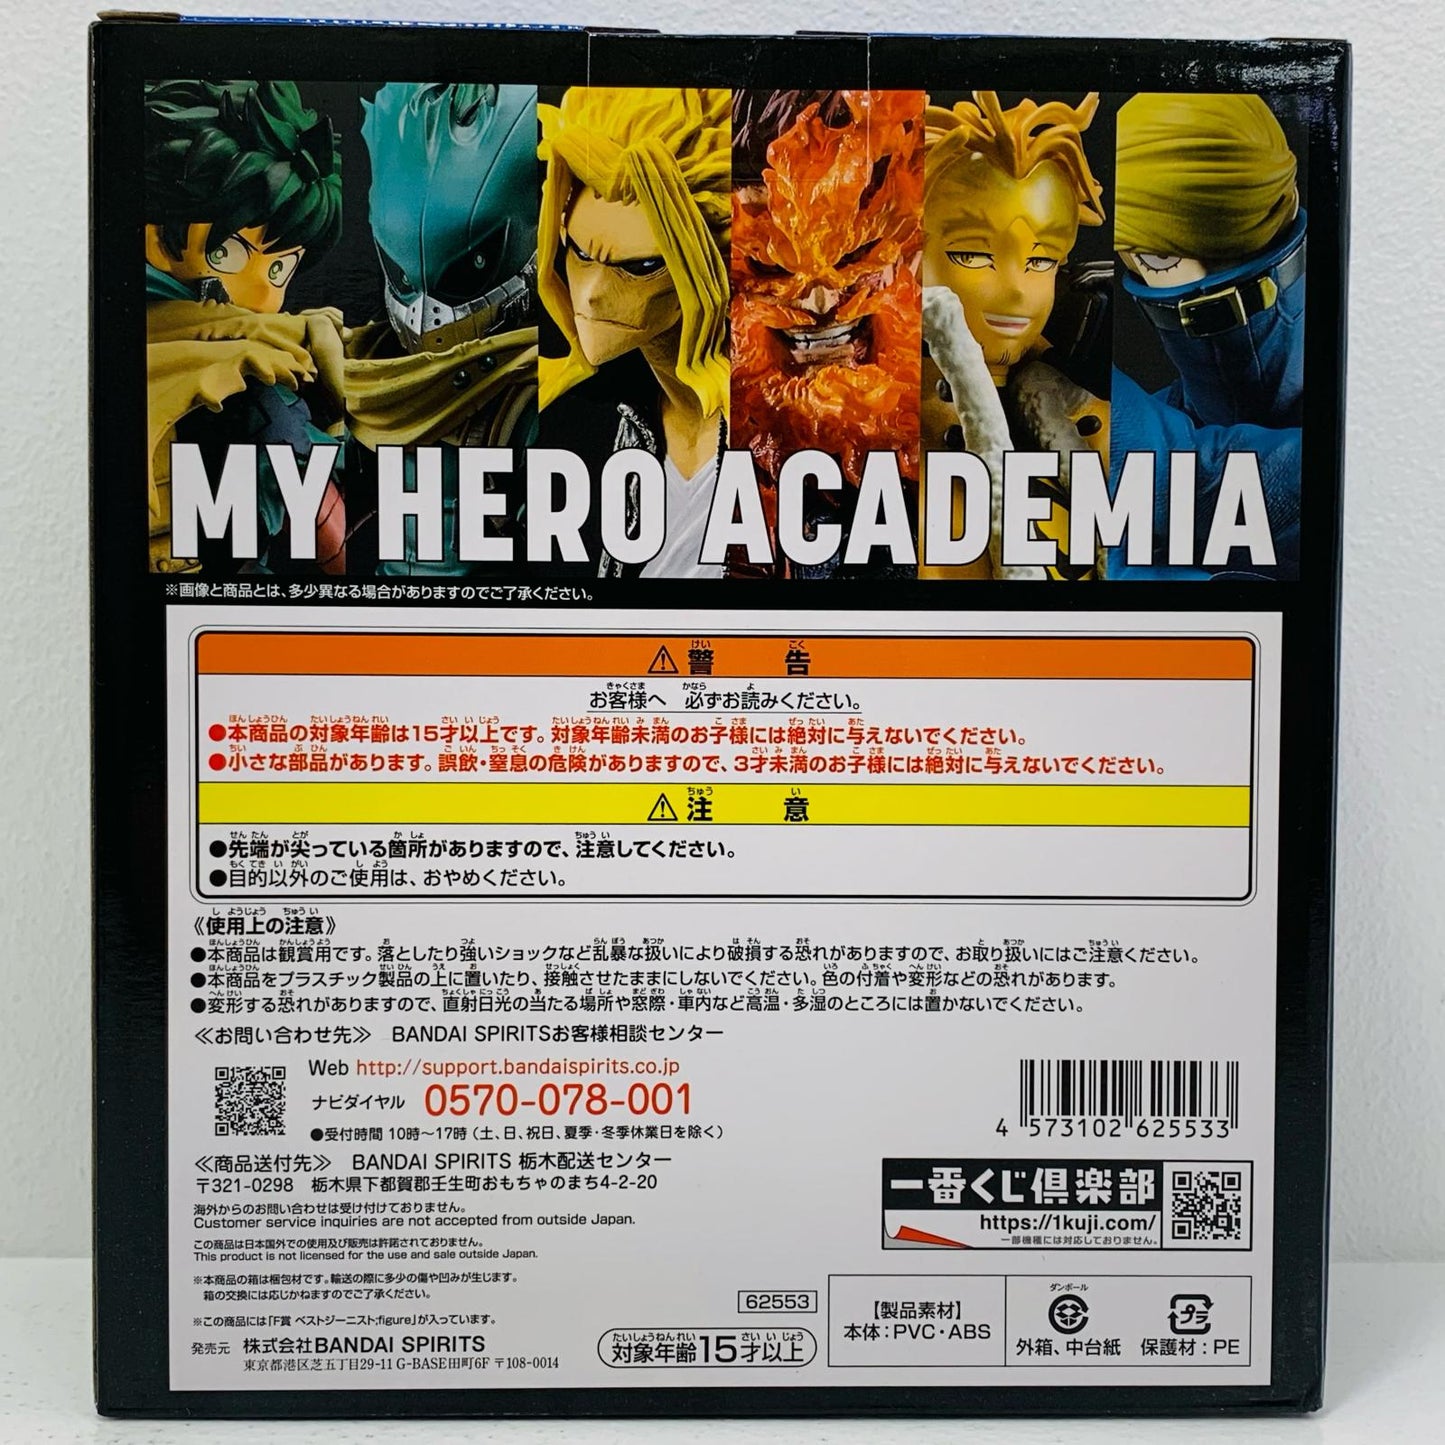 MY HERO ACADEMIA
※画像と商品とは、多少異なる場合がありますのでご了承ください。
⚠警告
お客様へ 必ずお読みください。
●本商品の対象年齢は15才以上です。対象年齢未満のお子様には絶対に与えないでください。
●小さな部品があります。誤飲・窒息の危険がありますので、3才未満のお子様には絶対に与えないでください。
⚠注意
●先端が尖っている箇所がありますので、注意してください。
●目的以外のご使用は、おやめください。
《使用上の注意》
●本商品は観賞用です。落としたり強いショックなど乱暴な扱いにより破損する恐れがありますので、お取り扱いにはご注意ください。
●本商品をプラスチック製品の上に置いたり、接触させたままにしないでください。色の付着や変形などの恐れがあります。
●変形する恐れがありますので、直射日光の当たる場所や窓際・車内など高温・多湿のところには置かないでください。
≪お問い合わせ先≫ BANDAI SPIRITSお客様相談センター
Web http://support.bandaispirits.co.jp
ナビダイヤル 0570-078-001
●受付時間 10時～17時(土、日、祝日、夏季・冬季休業日を除く)
≪商品送付先≫ BANDAI SPIRITS 栃木配送センター
〒321-0298 栃木県下都賀郡壬生町おもちゃのまち4-2-20
海外からのお問い合わせは受け付けておりません。
Customer service inquiries are not accepted from outside Japan.
この商品は日本国外での使用及び販売は許諾されておりません。
This product is not licensed for the use and sale outside Japan.
※本商品の箱は梱包材です。輸送の際に多少の傷や凹みが生じます。
箱の交換には応じかねますのでご了承ください。
※この商品には「F賞 ベストジーニスト;figure」が入っています。
発売元 株式会社BANDAI SPIRITS
東京都港区芝五丁目29-11 G-BASE田町6F 〒108-0014
62553
対象年齢15才以上
4 573102 625533
一番くじ倶楽部
https://1kuji.com/
一部機種には対応しておりません。
【製品素材】
本体:PVC・ABS
ダンボール
外箱、中台紙
プラ
保護材:PE